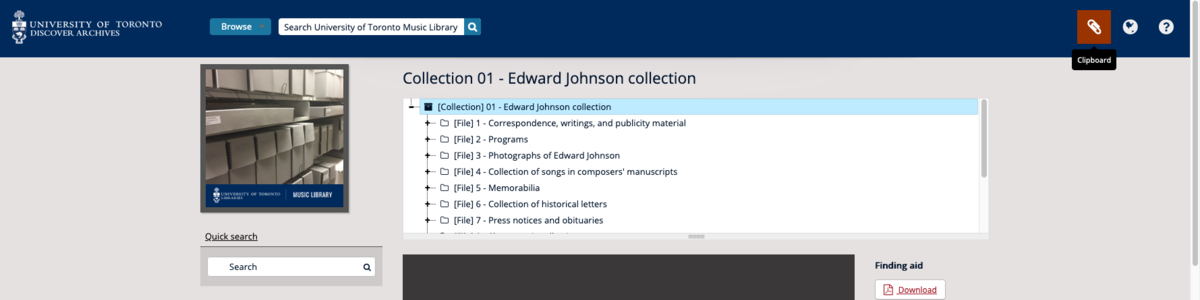 UNIVERSITY OF TORONTO
DISCOVER ARCHIVES
Browse
Search University of Toronto Music Library
?
Clipboard
Collection 01 - Edward Johnson collection
[Collection] 01 - Edward Johnson collection
[File] 1 - Correspondence, writings, and publicity material
[File] 2 - Programs
[File] 3 - Photographs of Edward Johnson
[File] 4 - Collection of songs in composers' manuscripts
[File] 5 - Memorabilia
[File] 6 - Collection of historical letters
[File] 7 - Press notices and obituaries
UNIVERSITY OF TORONTO
LIBRARIES
MUSIC LIBRARY
Quick search
Search
Finding aid
Download